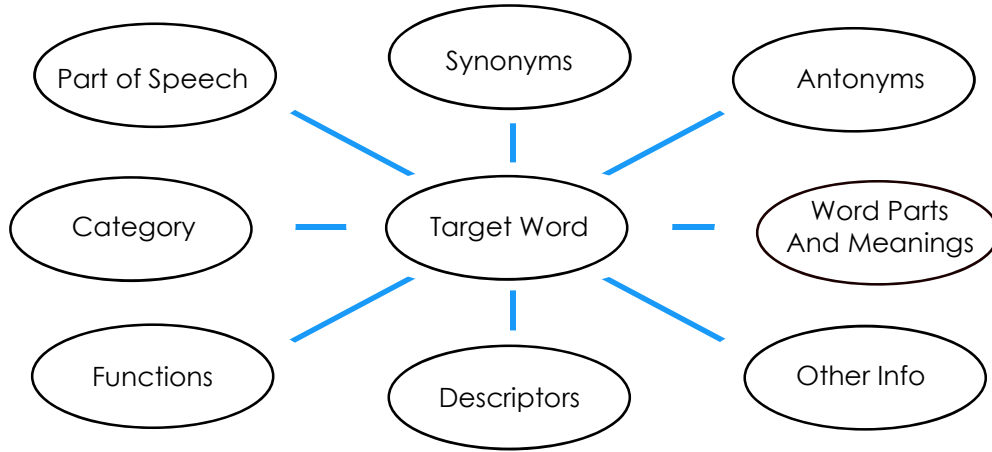 Part of Speech
Synonyms
Antonyms
Category
Target Word
Word Parts
And Meanings
Functions
Descriptors
Other Info